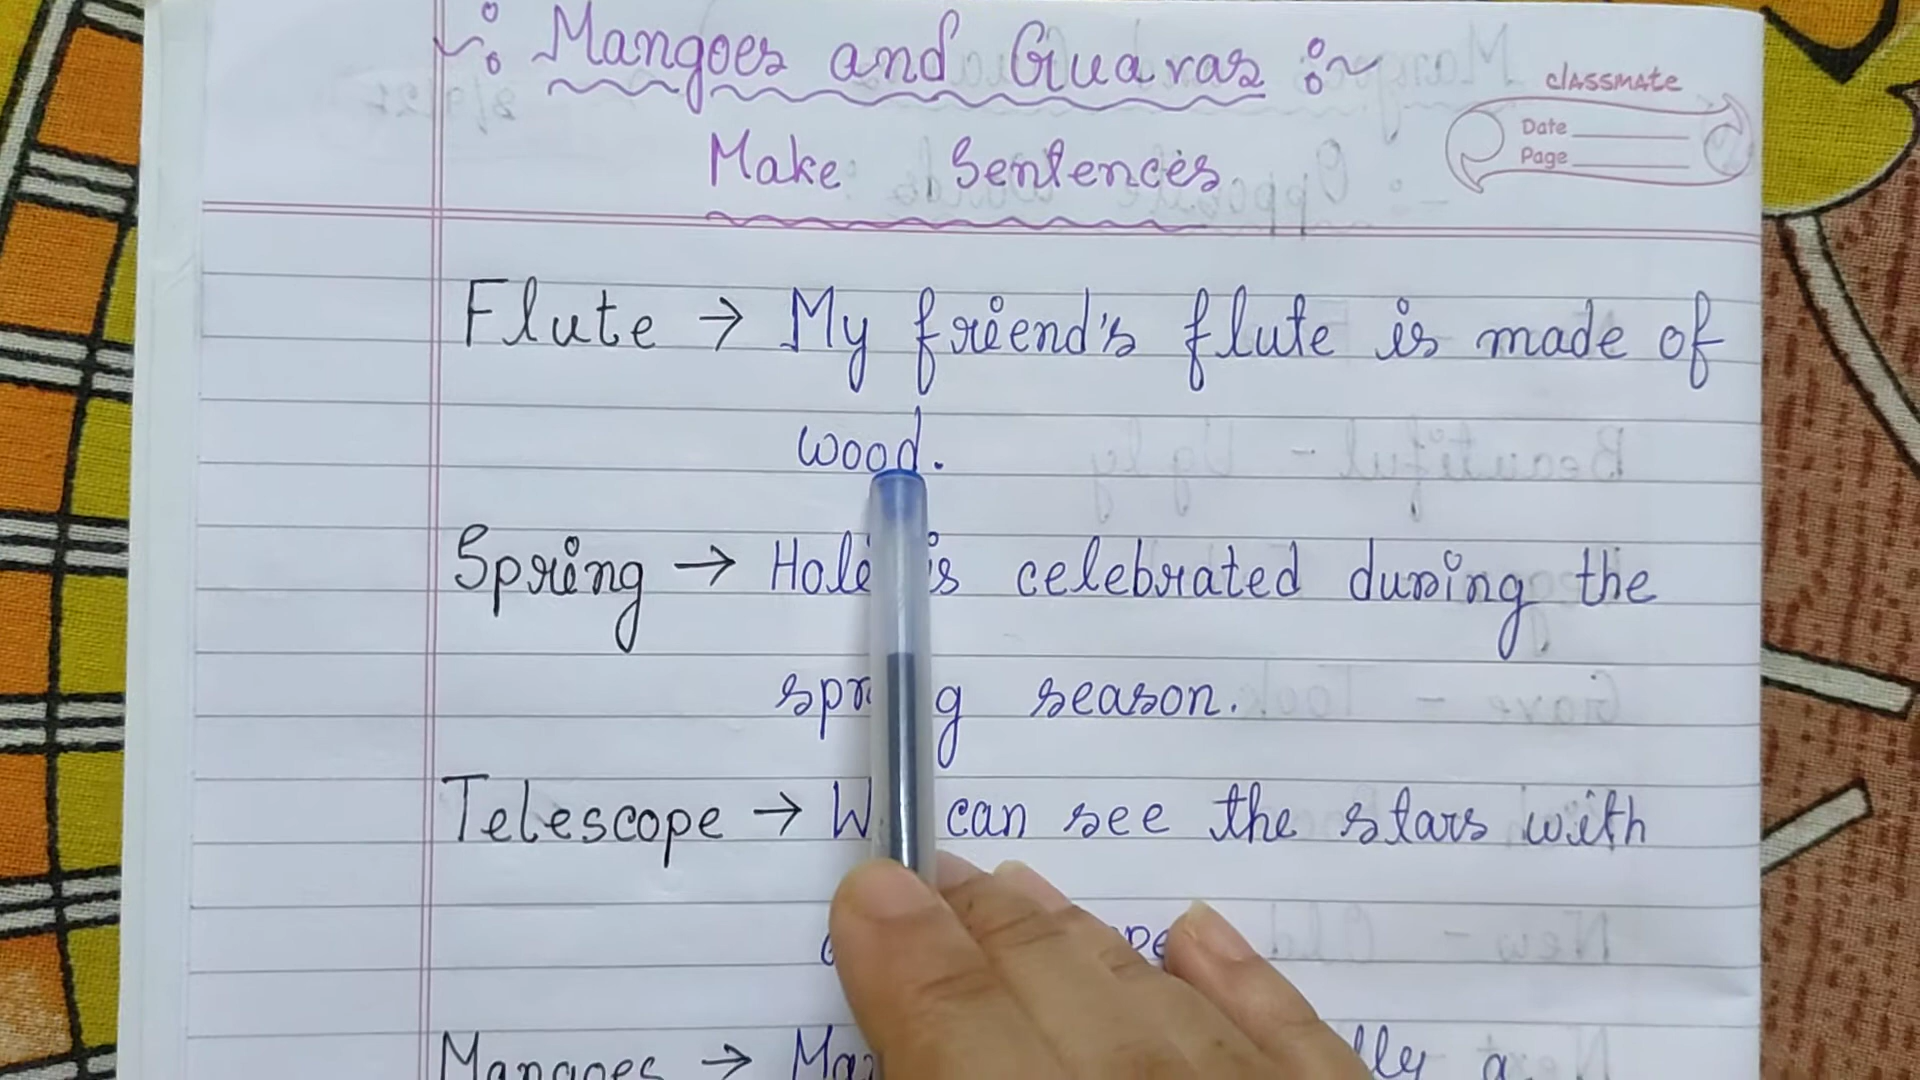 :~ Mangoes and Guavas :~
classmate
Date
Page
Make Sentences
Flute → My friend's flute is made of
wood.
Spring → Holi is celebrated during the
season.
Telescope → can see the stars with
Mangoes → a